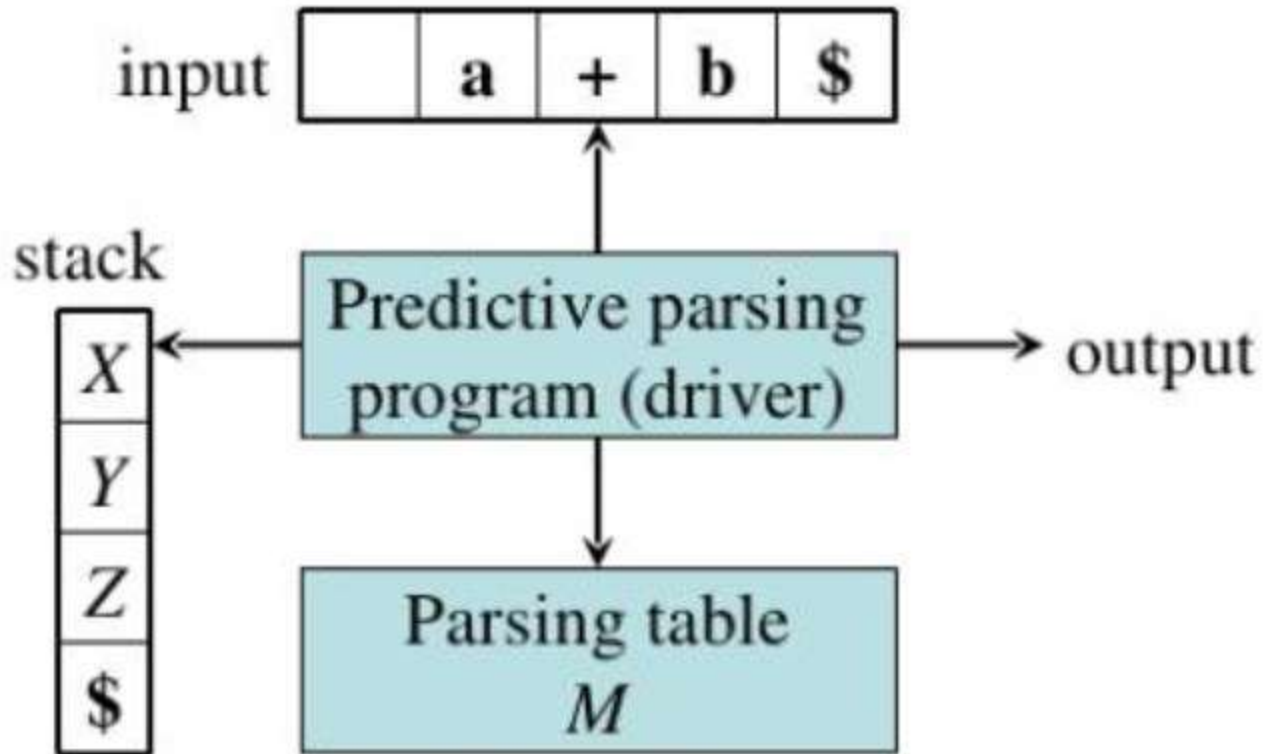 input a + b $
stack
Predictive parsing
program (driver)
output
X
Y
Z
$
Parsing table
M